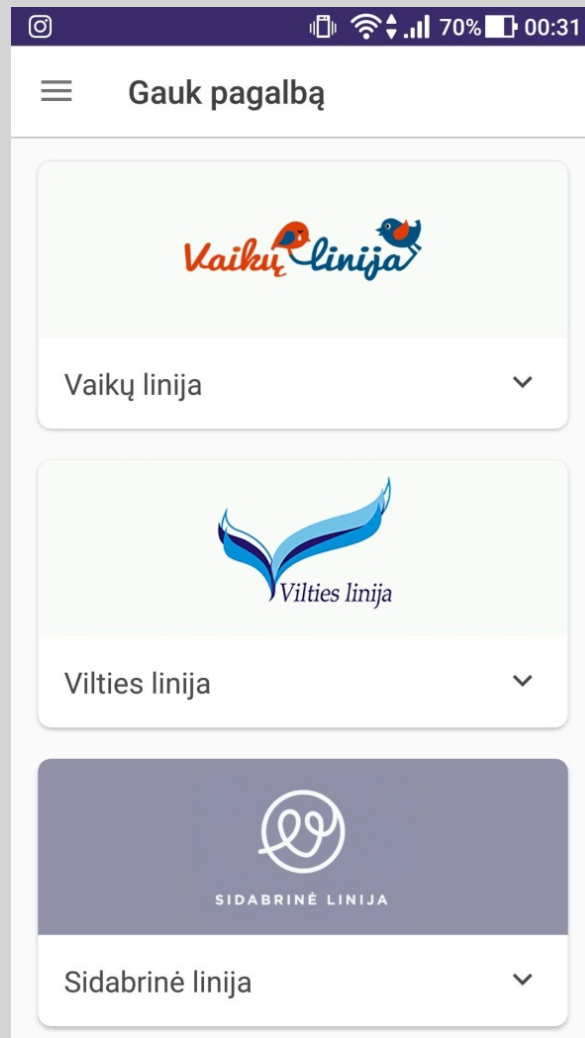 70% 00:31
Gauk pagalbą
Vaikų linija
Vaikų linija
Vilties linija
Vilties linija
SIDABRINĖ LINIJA
Sidabrinė linija